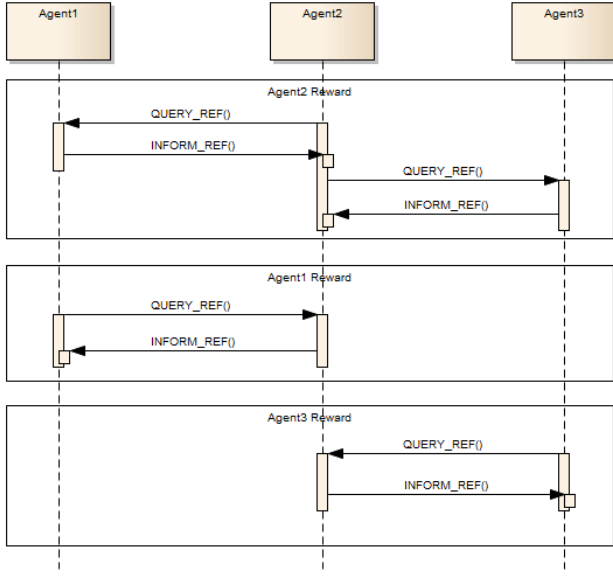 Agent1
Agent2
Agent3
Agent2 Reward
QUERY_REF()
INFORM_REF()
QUERY_REF()
INFORM_REF()
Agent1 Reward
QUERY_REF()
INFORM_REF()
Agent3 Reward
QUERY_REF()
INFORM_REF()